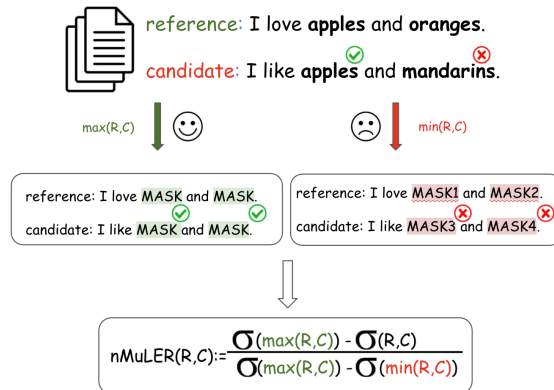 reference: I love apples and oranges.
candidate: I like apples and mandarins.
max(R,C)
min(R,C)
reference: I love MASK and MASK.
candidate: I like MASK and MASK.
reference: I love MASK1 and MASK2.
candidate: I like MASK3 and MASK4.
σ(max(R,C)) - σ(R,C)
nMuLER(R,C):=
σ(max(R,C)) - σ(min(R,C))